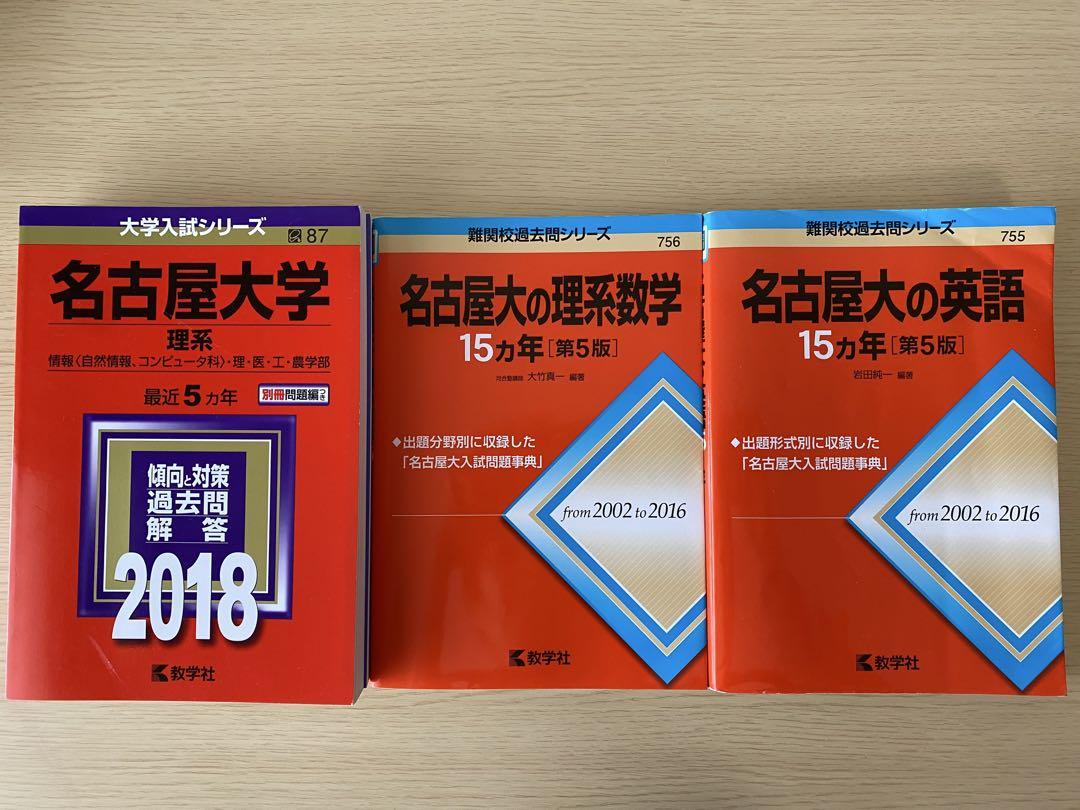 大学入試シリーズ
87
名古屋大学
理系
情報〈自然情報、コンピュータ科〉・理・医・工・農学部
最近5ヵ年
別冊問題編つき
傾向と対策
過去問
解答
2018
教学社
難関校過去問シリーズ
756
名古屋大の理系数学
15ヵ年[第5版]
河合塾講師 大竹真一 編著
◆出題分野別に収録した
「名古屋大入試問題事典」
from 2002 to 2016
教学社
難関校過去問シリーズ
755
名古屋大の英語
15ヵ年[第5版]
岩田純一 編著
◆出題形式別に収録した
「名古屋大入試問題事典」
from 2002 to 2016
教学社